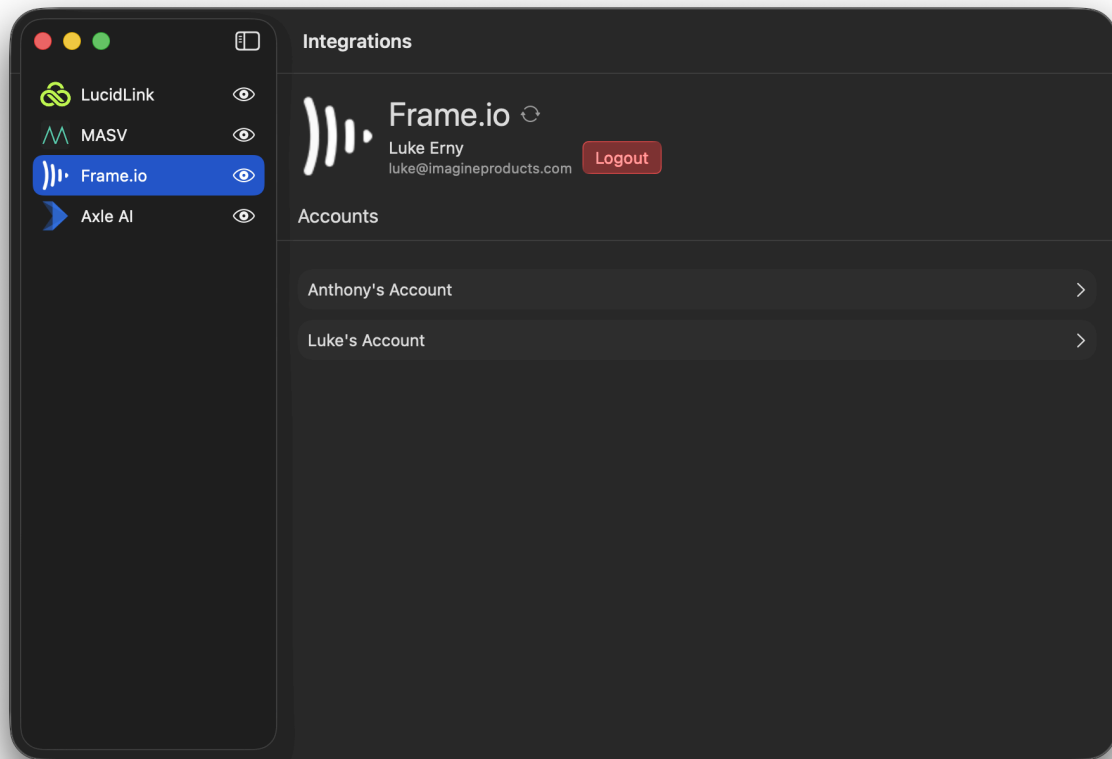 Integrations
LucidLink
MASV
Frame.io
Axle AI
Frame.io
Luke Erny
luke@imagineproducts.com
Logout
Accounts
Anthony's Account
Luke's Account